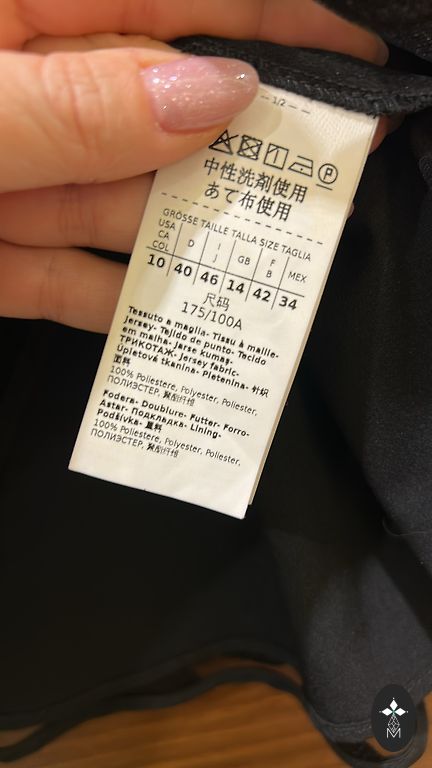 — 1/2 — —
P
中性洗剤使用
あて布使用
GRÖSSE TAILLE TALLA SIZE TAGLIA
USA CA COL D I J GB F B MEX
10 40 46 14 42 34
尺码
175/100A
Tessuto a maglia- Tissu à maille-
Jersey- Tejido de punto- Tecido
em malha- Jarse kumaş-
ТРИКОТАЖ- Jersey fabric-
Úpletová tkanina- Pletenina- 针织
面料
100% Poliestere, Polyester, Poliester,
ПОЛИЭСТЕР, 聚酯纤维
Fodera- Doublure- Futter- Forro-
Astar- Подкладка- Lining-
Podšívka- 里料
100% Poliestere, Polyester, Poliester,
ПОЛИЭСТЕР, 聚酯纤维
M